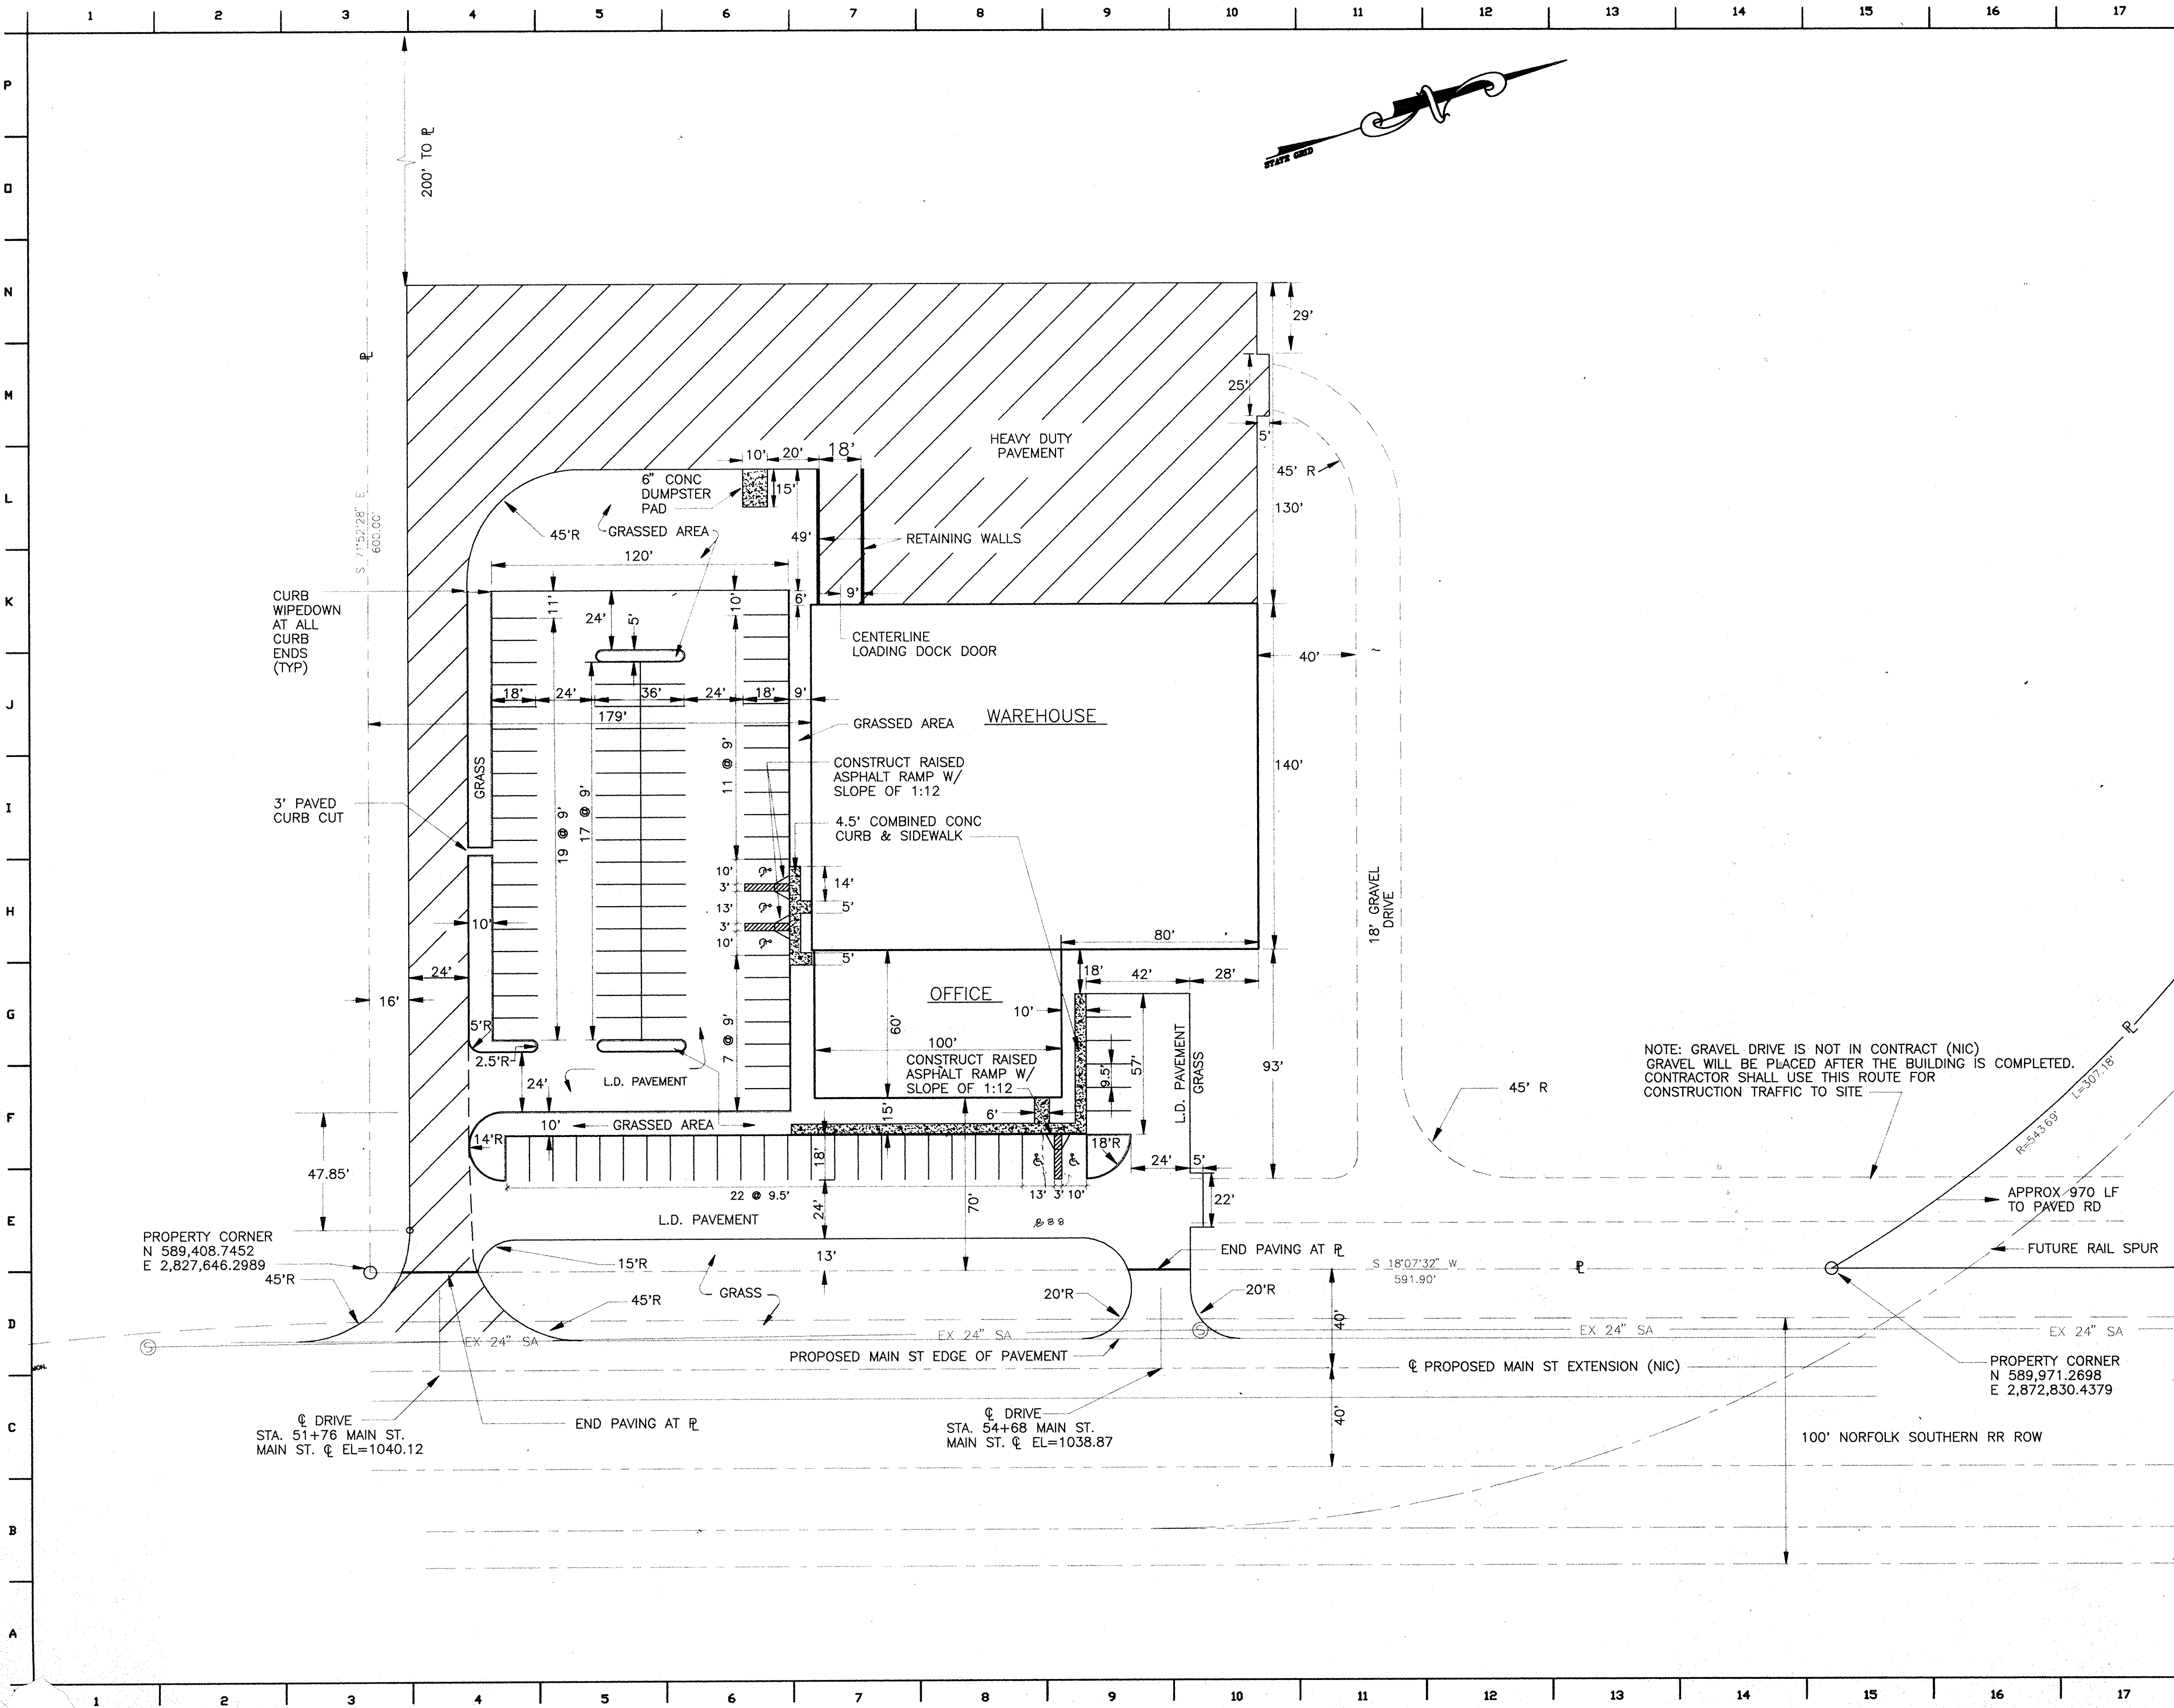 1 2 3 4 5 6 7 8 9 10 11 12 13 14 15 16 17
P
O
N
M
L
K
J
I
H
G
F
E
D
C
B
A
STATE GRID
200' TO ℙL
ℙL
S 71°52'28" E
600.00'
29'
25'
5'
45' R
130'
HEAVY DUTY
PAVEMENT
10'
20'
18'
6" CONC
DUMPSTER
PAD
15'
45'R
GRASSED AREA
49'
RETAINING WALLS
120'
CURB
WIPEDOWN
AT ALL
CURB
ENDS
(TYP)
11'
24'
5'
10'
6'
9'
CENTERLINE
LOADING DOCK DOOR
40'
18'
24'
36'
24'
18'
9'
179'
GRASSED AREA
WAREHOUSE
GRASS
19 @ 9'
17 @ 9'
11 @ 9'
CONSTRUCT RAISED
ASPHALT RAMP W/
SLOPE OF 1:12
140'
3' PAVED
CURB CUT
4.5' COMBINED CONC
CURB & SIDEWALK
10'
3'
13'
3'
10'
14'
5'
5'
10'
18' GRAVEL
DRIVE
80'
24'
16'
18'
42'
28'
OFFICE
10'
5'R
2.5'R
7 @ 9'
60'
100'
CONSTRUCT RAISED
ASPHALT RAMP W/
SLOPE OF 1:12
9.5'
57'
L.D. PAVEMENT
GRASS
93'
NOTE: GRAVEL DRIVE IS NOT IN CONTRACT (NIC)
GRAVEL WILL BE PLACED AFTER THE BUILDING IS COMPLETED.
CONTRACTOR SHALL USE THIS ROUTE FOR
CONSTRUCTION TRAFFIC TO SITE
ℙL
L=307.18'
R=543.69'
45' R
24'
L.D. PAVEMENT
10'
GRASSED AREA
15'
6'
14'R
18'
18'R
47.85'
24'
5'
22 @ 9.5'
13'
3'
10'
22'
L.D. PAVEMENT
24'
70'
APPROX 970 LF
TO PAVED RD
FUTURE RAIL SPUR
PROPERTY CORNER
N 589,408.7452
E 2,827,646.2989
45'R
15'R
13'
END PAVING AT ℙL
S 18°07'32" W
591.90'
ℙL
45'R
GRASS
20'R
20'R
40'
S
EX 24" SA
EX 24" SA
S
EX 24" SA
EX 24" SA
PROPOSED MAIN ST EDGE OF PAVEMENT
℄ PROPOSED MAIN ST EXTENSION (NIC)
MON.
PROPERTY CORNER
N 589,971.2698
E 2,872,830.4379
40'
℄ DRIVE
STA. 51+76 MAIN ST.
MAIN ST. ℄ EL=1040.12
END PAVING AT ℙL
℄ DRIVE
STA. 54+68 MAIN ST.
MAIN ST. ℄ EL=1038.87
100' NORFOLK SOUTHERN RR ROW
1 2 3 4 5 6 7 8 9 10 11 12 13 14 15 16 17